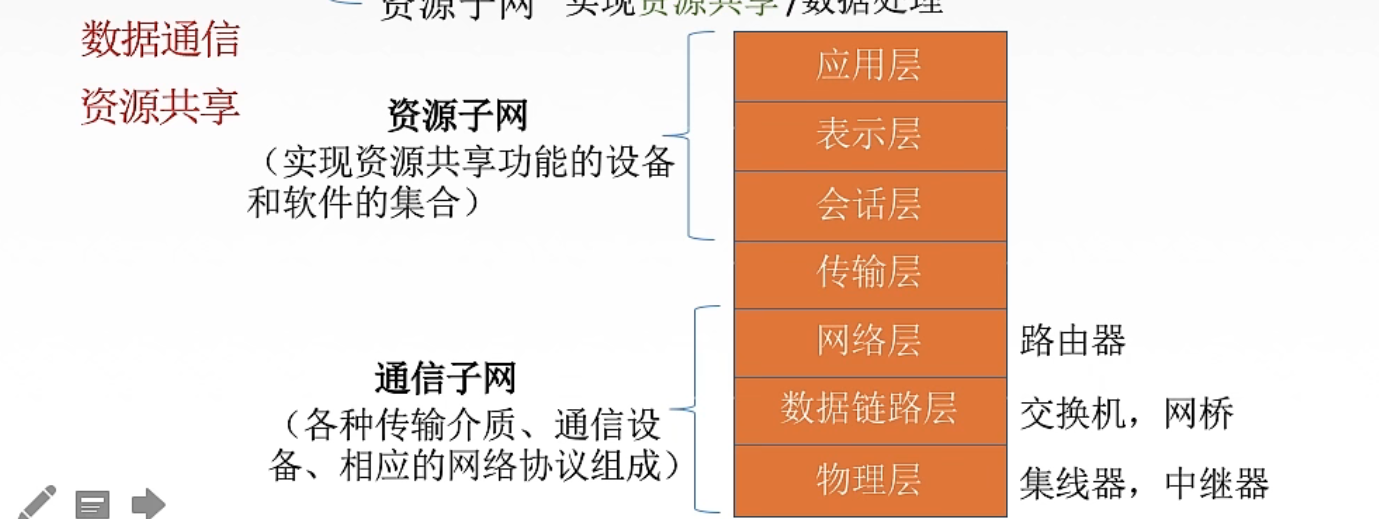 资源子网 实现资源共享/数据处理
数据通信
资源共享
资源子网
（实现资源共享功能的设备
和软件的集合）
应用层
表示层
会话层
传输层
网络层 路由器
通信子网
（各种传输介质、通信设
备、相应的网络协议组成）
数据链路层 交换机，网桥
物理层 集线器，中继器